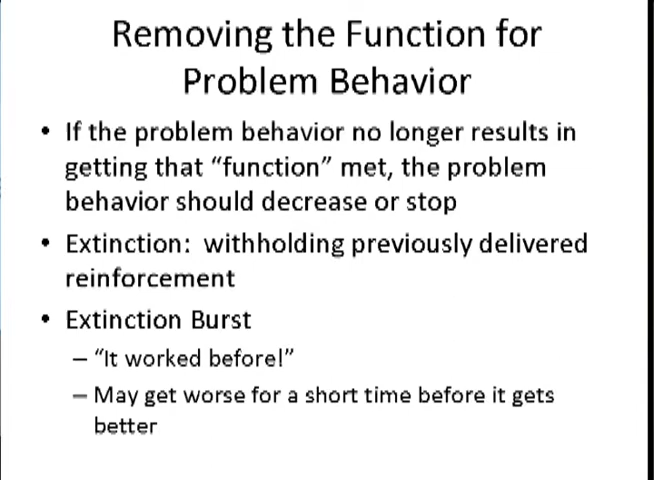 Removing the Function for
Problem Behavior
• If the problem behavior no longer results in
getting that “function” met, the problem
behavior should decrease or stop
• Extinction:  withholding previously delivered
reinforcement
• Extinction Burst
– “It worked before!”
– May get worse for a short time before it gets
better